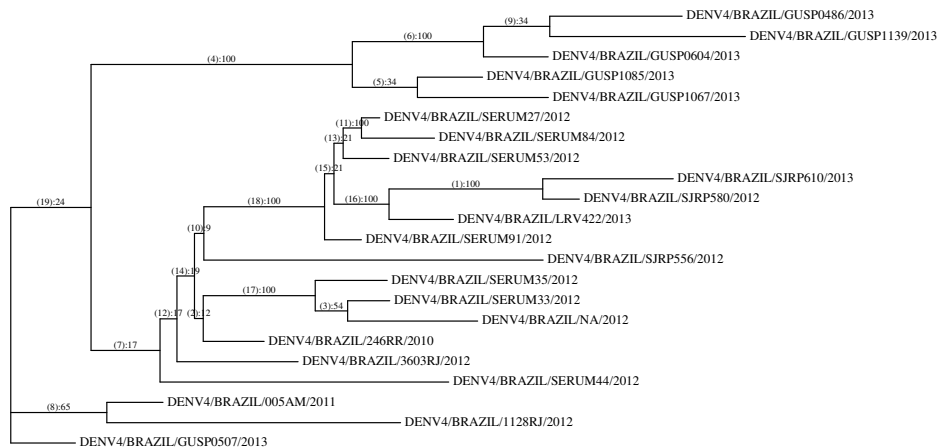 DENV4/BRAZIL/GUSP0486/2013
(9):34
DENV4/BRAZIL/GUSP1139/2013
(6):100
DENV4/BRAZIL/GUSP0604/2013
(4):100
DENV4/BRAZIL/GUSP1085/2013
(5):34
DENV4/BRAZIL/GUSP1067/2013
DENV4/BRAZIL/SERUM27/2012
(11):100
DENV4/BRAZIL/SERUM84/2012
(13):21
DENV4/BRAZIL/SERUM53/2012
(15):21
DENV4/BRAZIL/SJRP610/2013
(1):100
DENV4/BRAZIL/SJRP580/2012
(16):100
DENV4/BRAZIL/LRV422/2013
(19):24
(18):100
DENV4/BRAZIL/SERUM91/2012
(10):9
DENV4/BRAZIL/SJRP556/2012
(14):19
DENV4/BRAZIL/SERUM35/2012
(17):100
DENV4/BRAZIL/SERUM33/2012
(3):54
DENV4/BRAZIL/NA/2012
(12):17
(2):12
DENV4/BRAZIL/246RR/2010
(7):17
DENV4/BRAZIL/3603RJ/2012
DENV4/BRAZIL/SERUM44/2012
DENV4/BRAZIL/005AM/2011
(8):65
DENV4/BRAZIL/1128RJ/2012
DENV4/BRAZIL/GUSP0507/2013